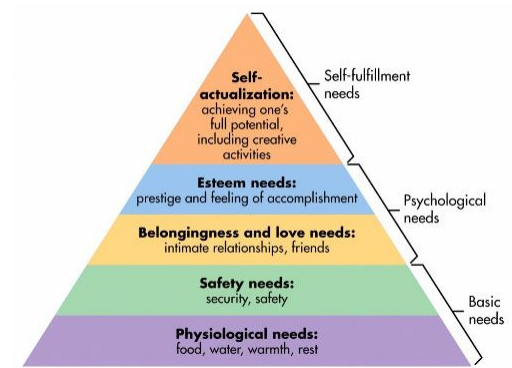 Self-
actualization:
achieving one's
full potential,
including creative
activities
Self-fulfillment
needs
Esteem needs:
prestige and feeling of accomplishment
Psychological
needs
Belongingness and love needs:
intimate relationships, friends
Safety needs:
security, safety
Basic
needs
Physiological needs:
food, water, warmth, rest